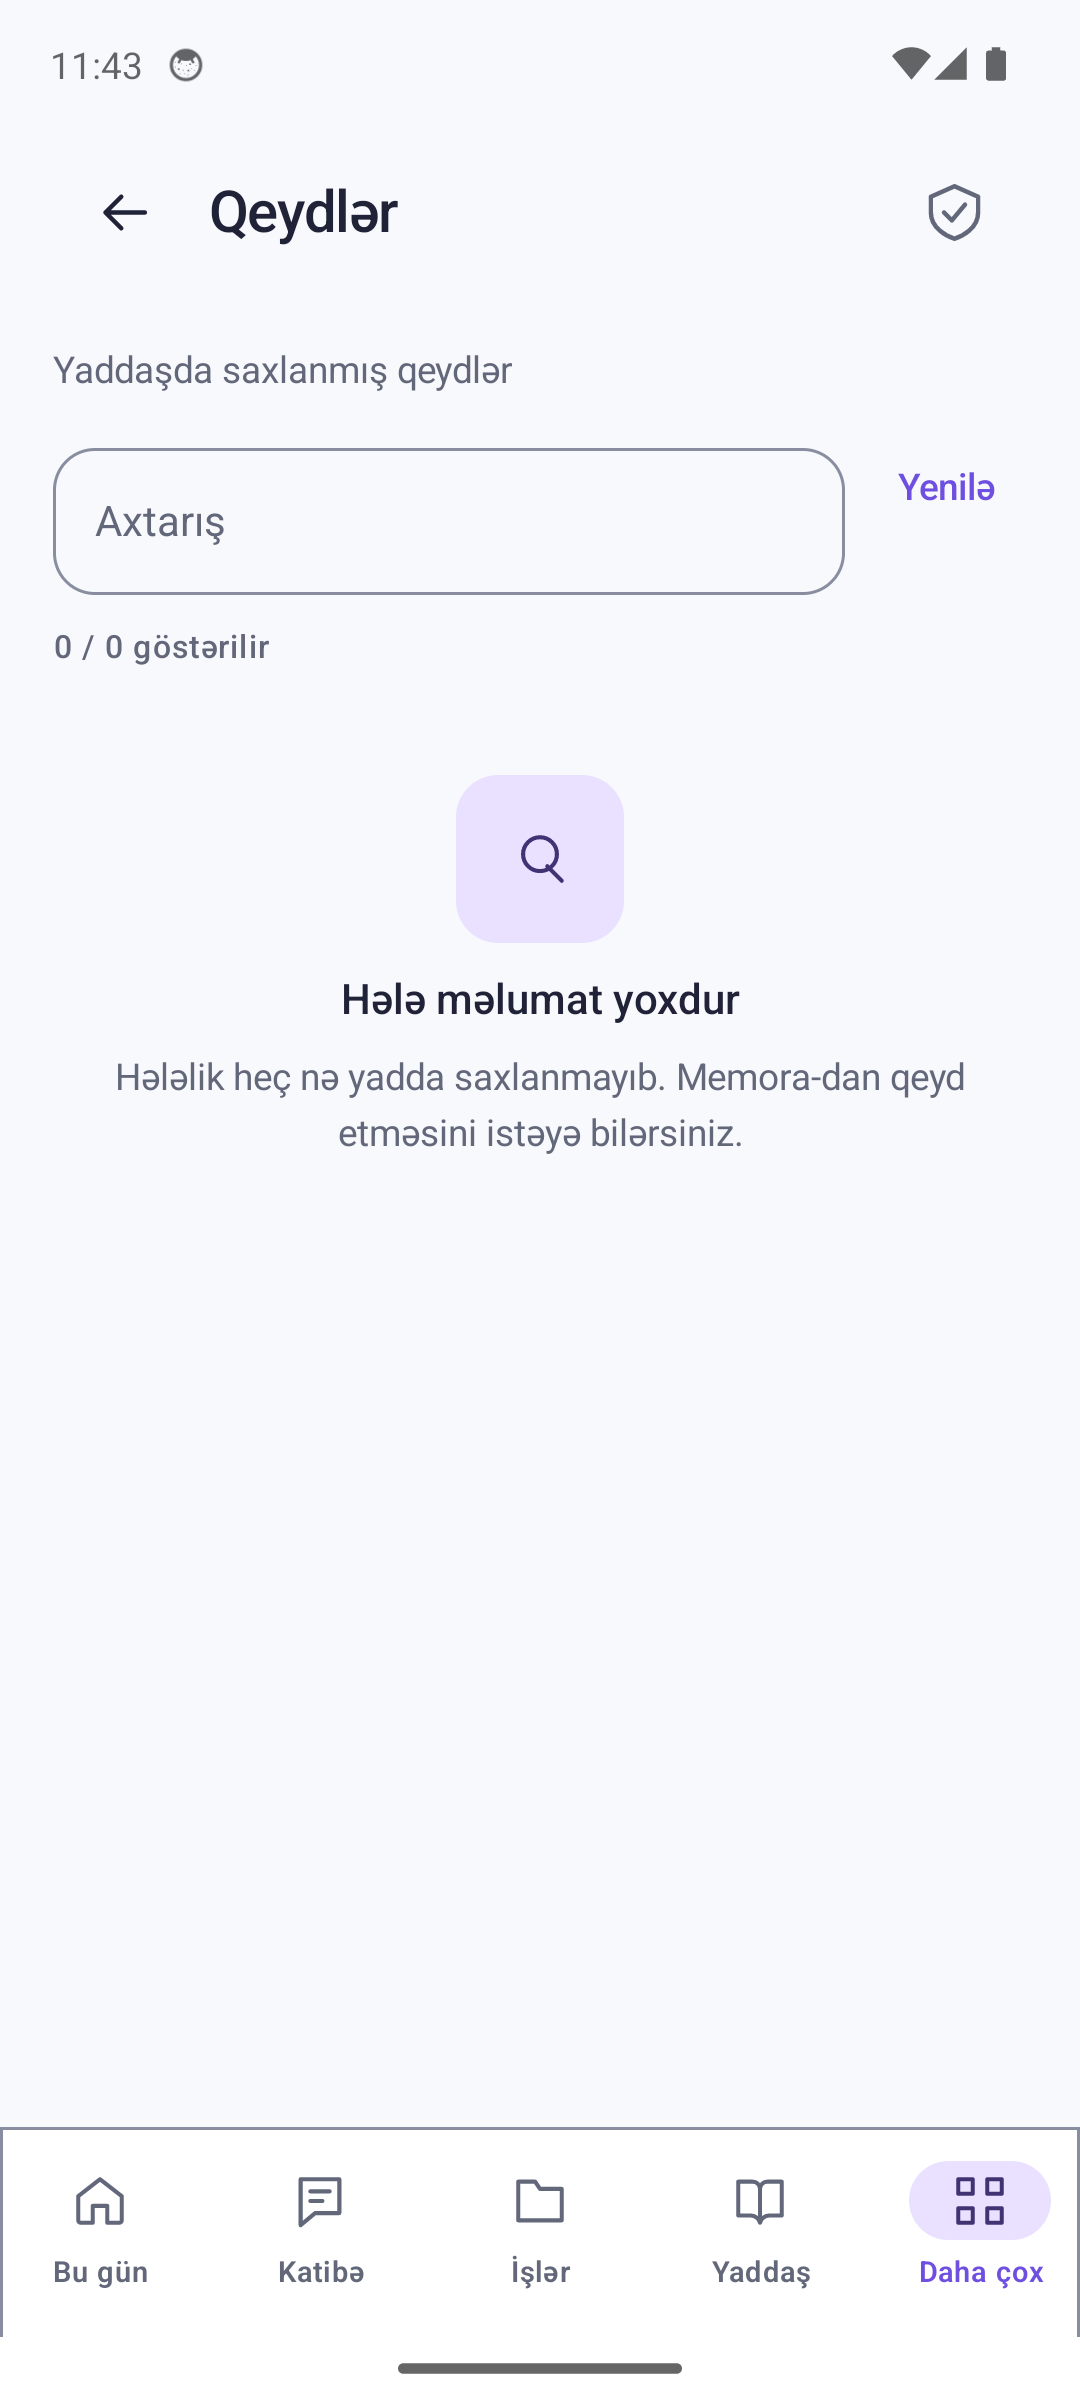 11:43
Qeydlər
Yaddaşda saxlanmış qeydlər
Axtarış
Yenilə
0 / 0 göstərilir
Hələ məlumat yoxdur
Hələlik heç nə yadda saxlanmayıb. Memora-dan qeyd
etməsini istəyə bilərsiniz.
Bu gün
Katibə
İşlər
Yaddaş
Daha çox